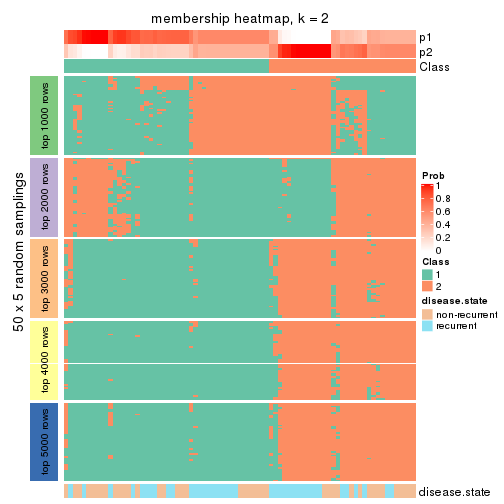 membership heatmap, k = 2
p1
p2
Class
50 x 5 random samplings
top 1000 rows
top 2000 rows
top 3000 rows
top 4000 rows
top 5000 rows
Prob
1
0.8
0.6
0.4
0.2
0
Class
1
2
disease.state
non-recurrent
recurrent
disease.state